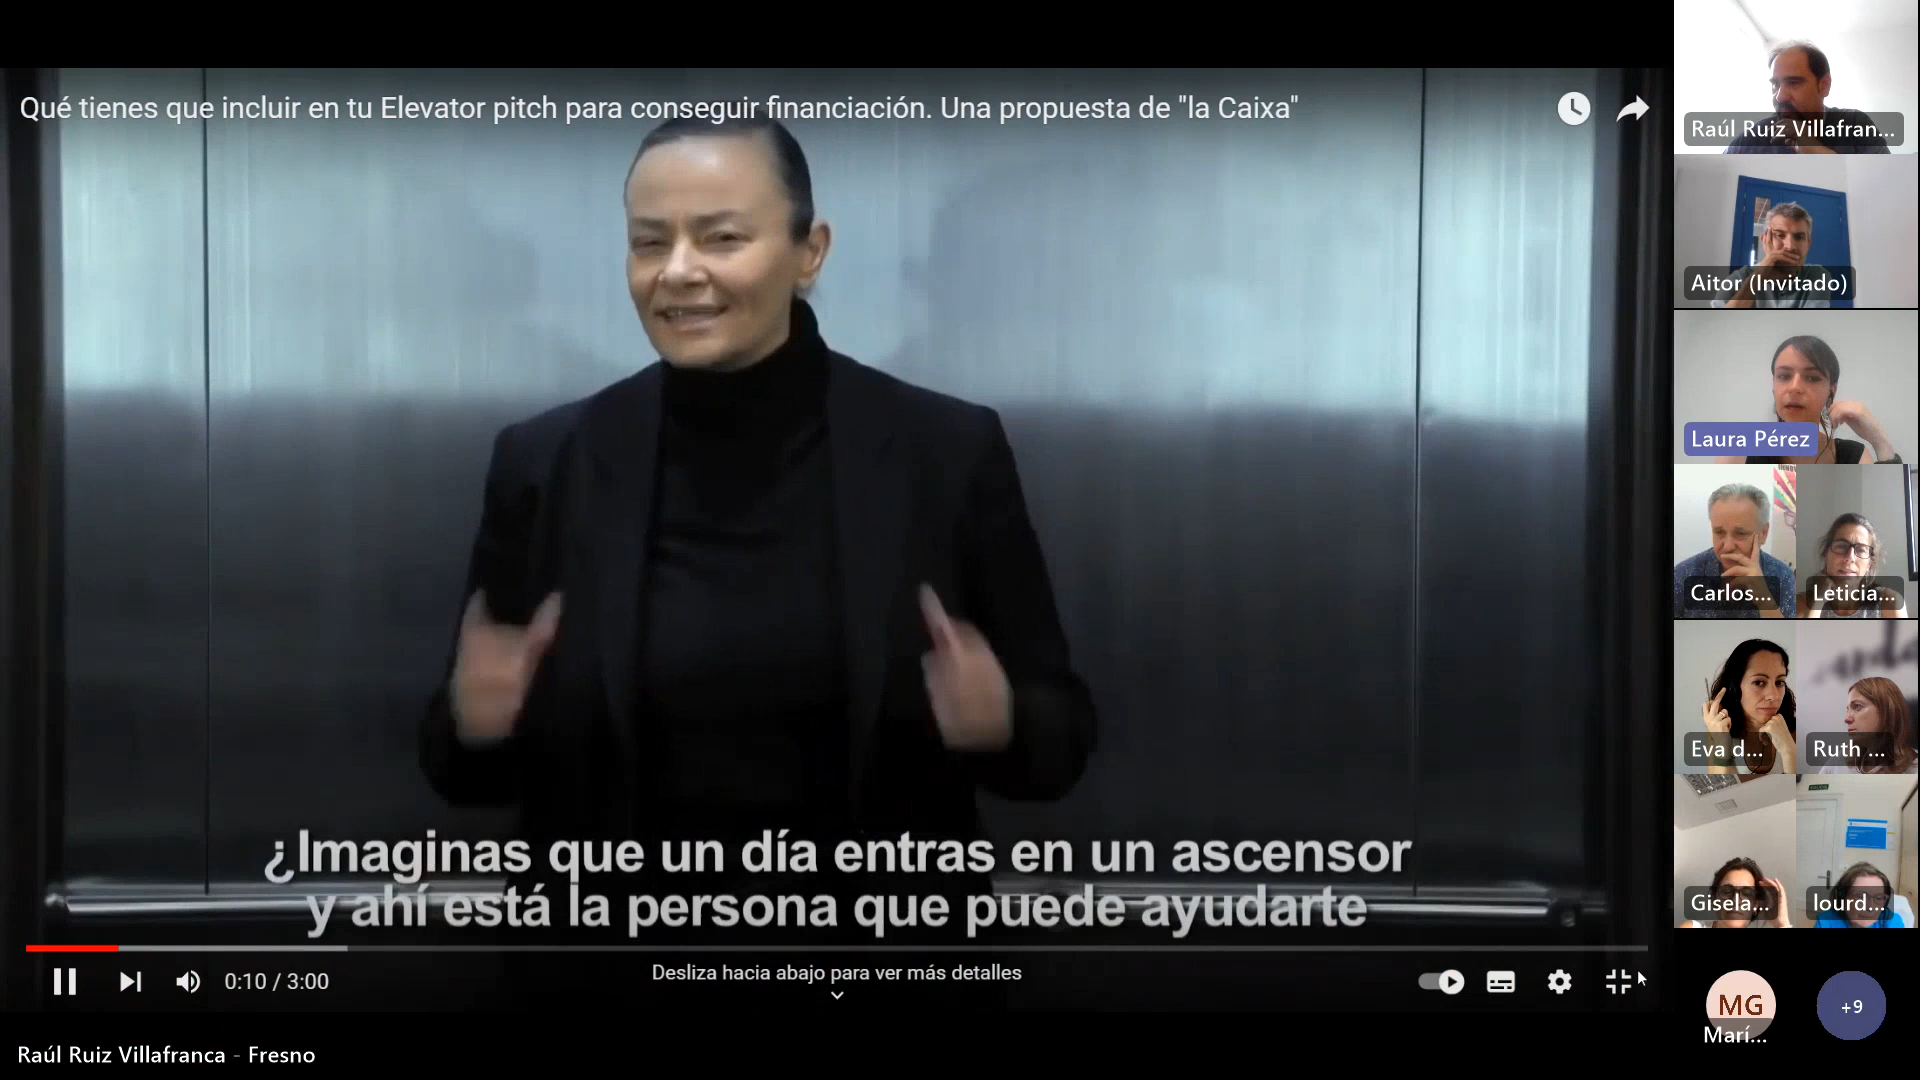 Qué tienes que incluir en tu Elevator pitch para conseguir financiación. Una propuesta de "la Caixa"
¿Imaginas que un día entras en un ascensor
y ahí está la persona que puede ayudarte
0:10 / 3:00
Desliza hacia abajo para ver más detalles
Raúl Ruiz Villafranca - Fresno
Raúl Ruiz Villafran...
Aitor (Invitado)
Laura Pérez
Carlos...
Leticia...
Eva d...
Ruth ...
Gisela...
lourd...
MG
Marí...
+9